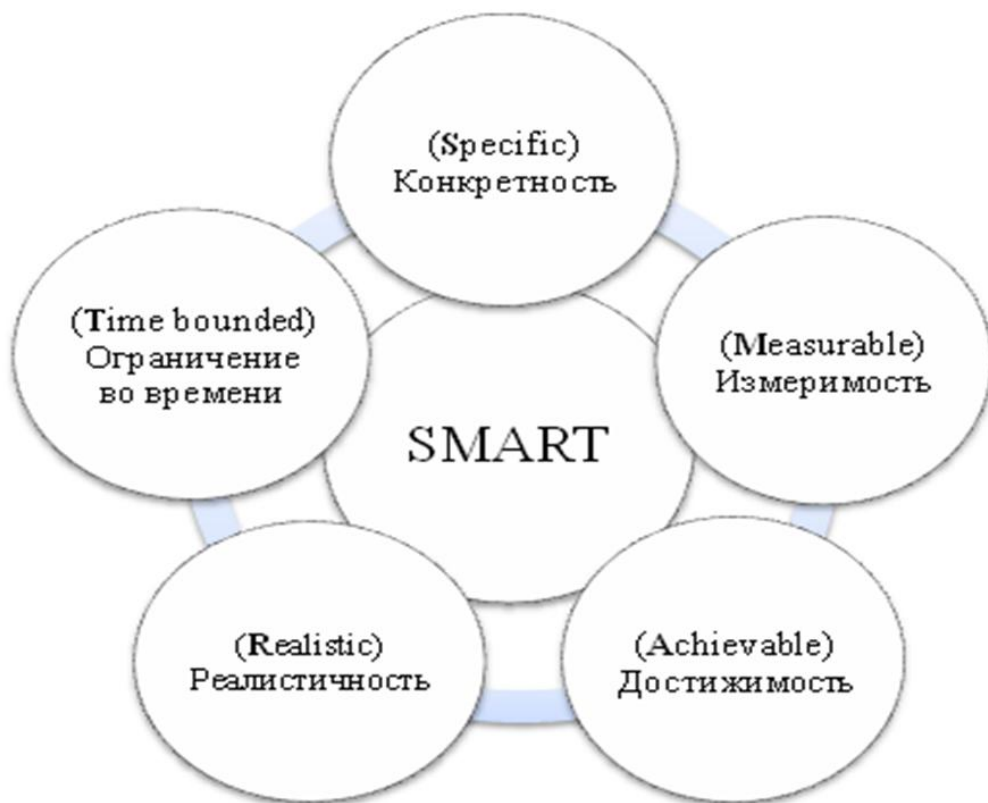 (Specific)
Конкретность
(Time bounded)
Ограничение
во времени
(Measurable)
Измеримость
SMART
(Realistic)
Реалистичность
(Achievable)
Достижимость